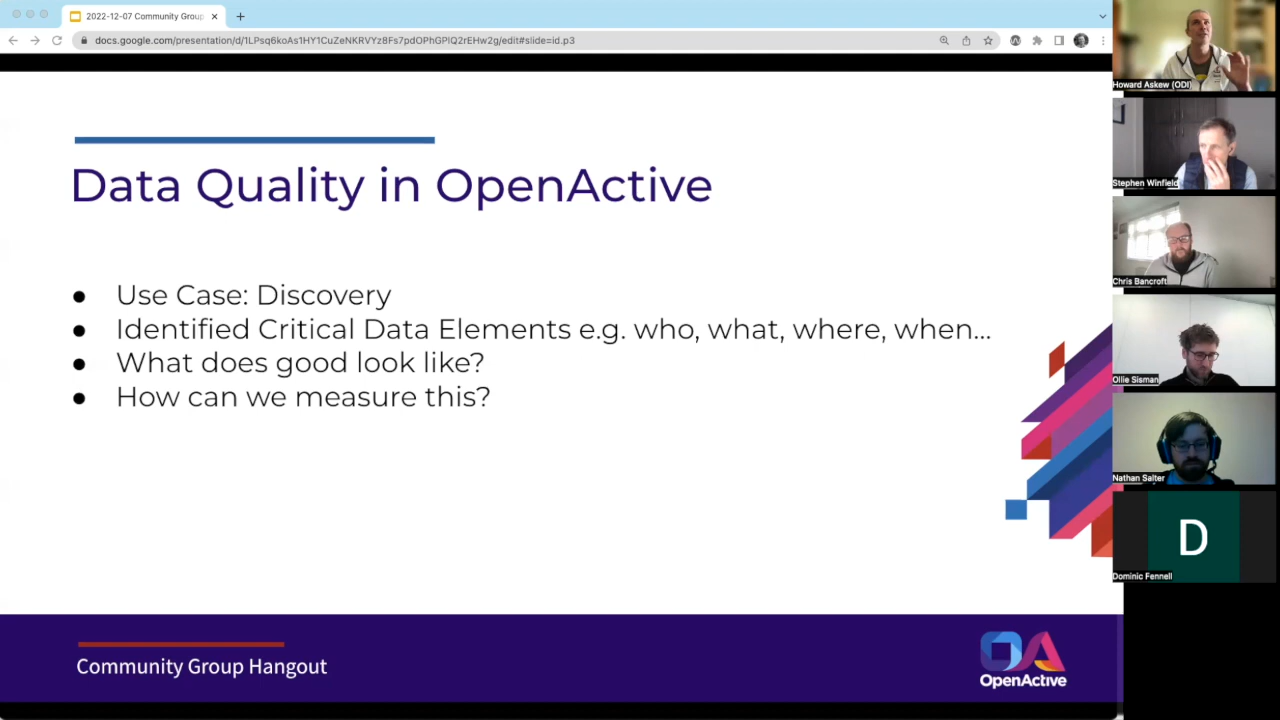 2022-12-07 Community Group
docs.google.com/presentation/d/1LPsq6koAs1HY1CuZeNKRVYz8Fs7pdOPhGPlQ2rEHw2g/edit#slide=id.p3
Data Quality in OpenActive
● Use Case: Discovery
● Identified Critical Data Elements e.g. who, what, where, when...
● What does good look like?
● How can we measure this?
Community Group Hangout
OpenActive
Howard Askew (ODI)
Stephen Winfield
Chris Bancroft
Ollie Sisman
Nathan Salter
D
Dominic Fennell